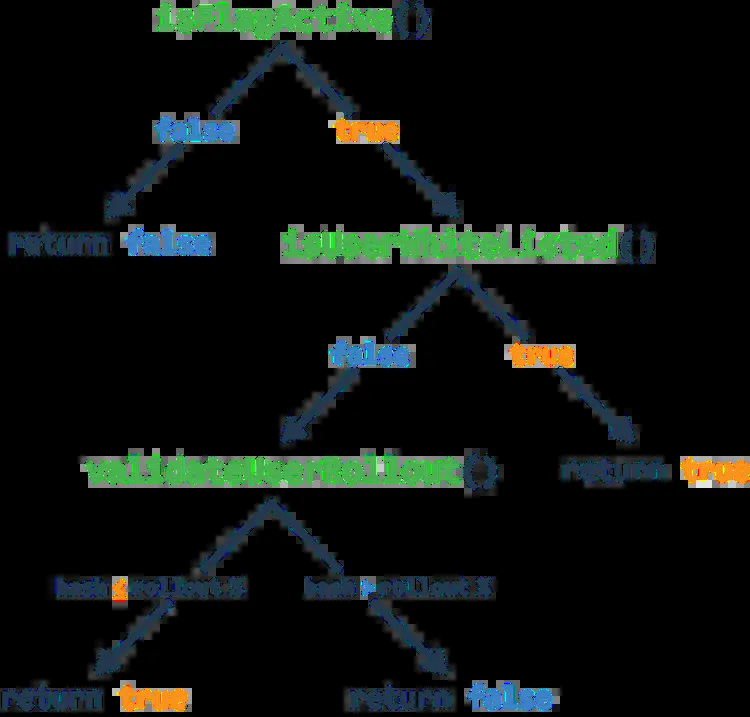 isFlagActive()
false true
return false isUserWhiteListed()
false true
validateUserRollout() return true
hash ≤ rollout% hash > rollout%
return true return false